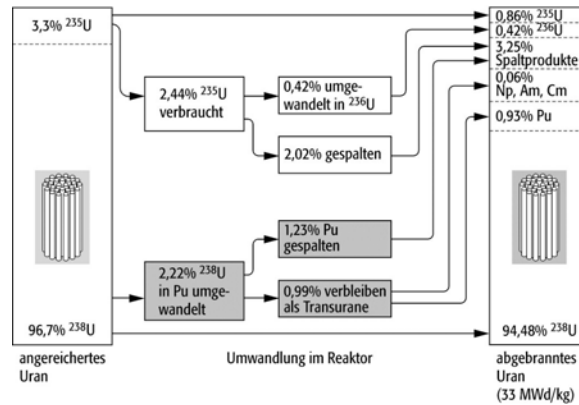 3,3% ²³⁵U
96,7% ²³⁸U
angereichertes
Uran
2,44% ²³⁵U
verbraucht
0,42% umge-
wandelt in ²³⁶U
2,02% gespalten
2,22% ²³⁸U
in Pu umge-
wandelt
1,23% Pu
gespalten
0,99% verbleiben
als Transurane
Umwandlung im Reaktor
0,86% ²³⁵U
0,42% ²³⁶U
3,25%
Spaltprodukte
0,06%
Np, Am, Cm
0,93% Pu
94,48% ²³⁸U
abgebranntes
Uran
(33 MWd/kg)